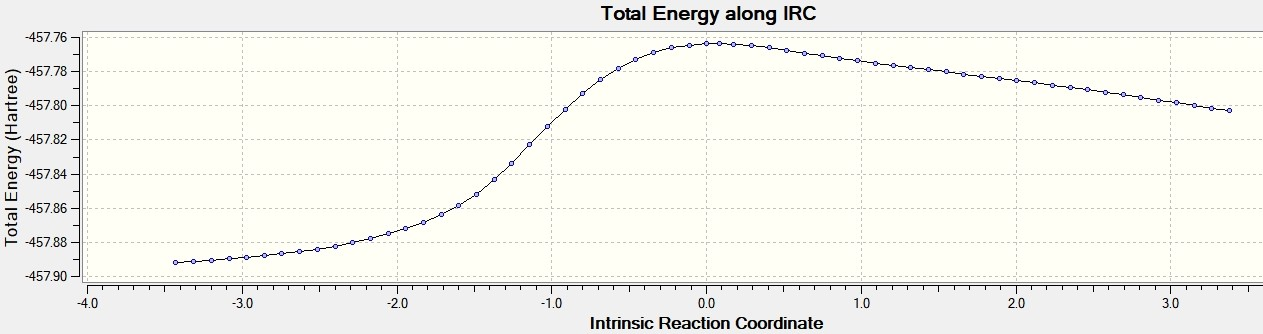 Total Energy along IRC
Total Energy (Hartree)
-457.76
-457.78
-457.80
-457.82
-457.84
-457.86
-457.88
-457.90
-4.0 -3.0 -2.0 -1.0 0.0 1.0 2.0 3.0
Intrinsic Reaction Coordinate